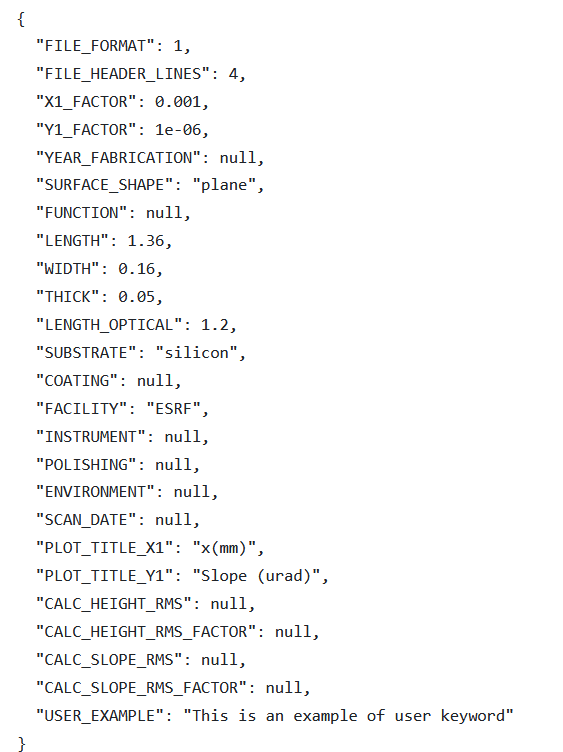 {
  "FILE_FORMAT": 1,
  "FILE_HEADER_LINES": 4,
  "X1_FACTOR": 0.001,
  "Y1_FACTOR": 1e-06,
  "YEAR_FABRICATION": null,
  "SURFACE_SHAPE": "plane",
  "FUNCTION": null,
  "LENGTH": 1.36,
  "WIDTH": 0.16,
  "THICK": 0.05,
  "LENGTH_OPTICAL": 1.2,
  "SUBSTRATE": "silicon",
  "COATING": null,
  "FACILITY": "ESRF",
  "INSTRUMENT": null,
  "POLISHING": null,
  "ENVIRONMENT": null,
  "SCAN_DATE": null,
  "PLOT_TITLE_X1": "x(mm)",
  "PLOT_TITLE_Y1": "Slope (urad)",
  "CALC_HEIGHT_RMS": null,
  "CALC_HEIGHT_RMS_FACTOR": null,
  "CALC_SLOPE_RMS": null,
  "CALC_SLOPE_RMS_FACTOR": null,
  "USER_EXAMPLE": "This is an example of user keyword"
}